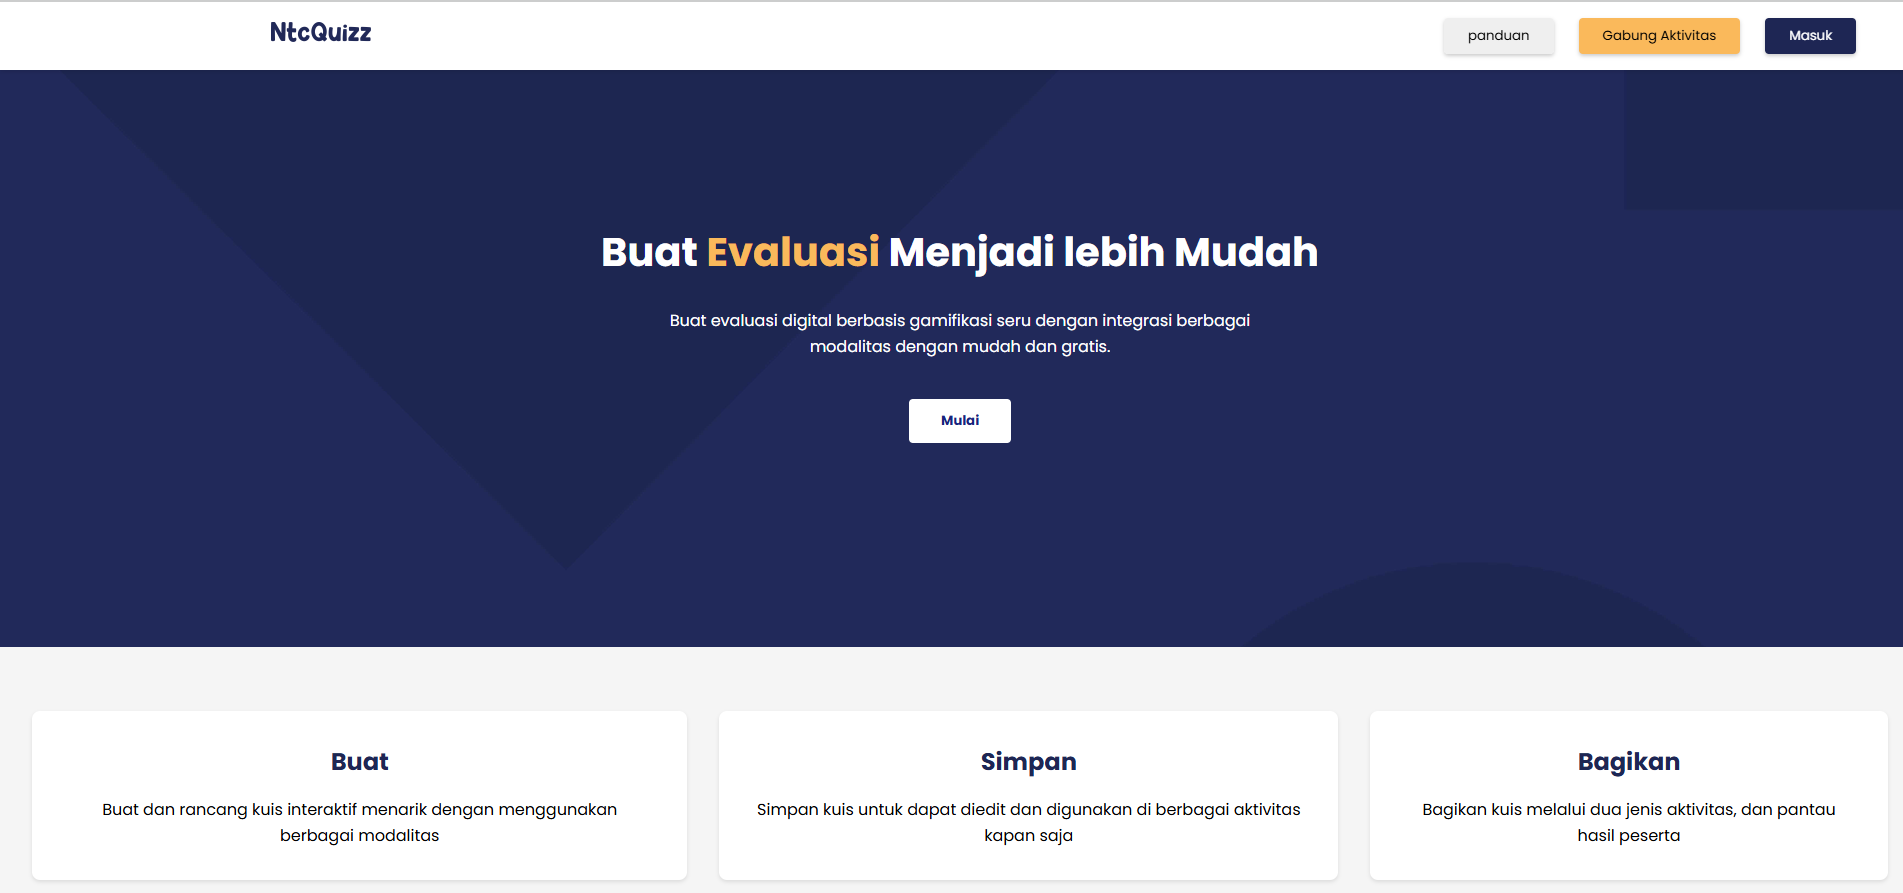 NtcQuizz
panduan
Gabung Aktivitas
Masuk
Buat Evaluasi Menjadi lebih Mudah
Buat evaluasi digital berbasis gamifikasi seru dengan integrasi berbagai
modalitas dengan mudah dan gratis.
Mulai
Buat
Buat dan rancang kuis interaktif menarik dengan menggunakan
berbagai modalitas
Simpan
Simpan kuis untuk dapat diedit dan digunakan di berbagai aktivitas
kapan saja
Bagikan
Bagikan kuis melalui dua jenis aktivitas, dan pantau
hasil peserta